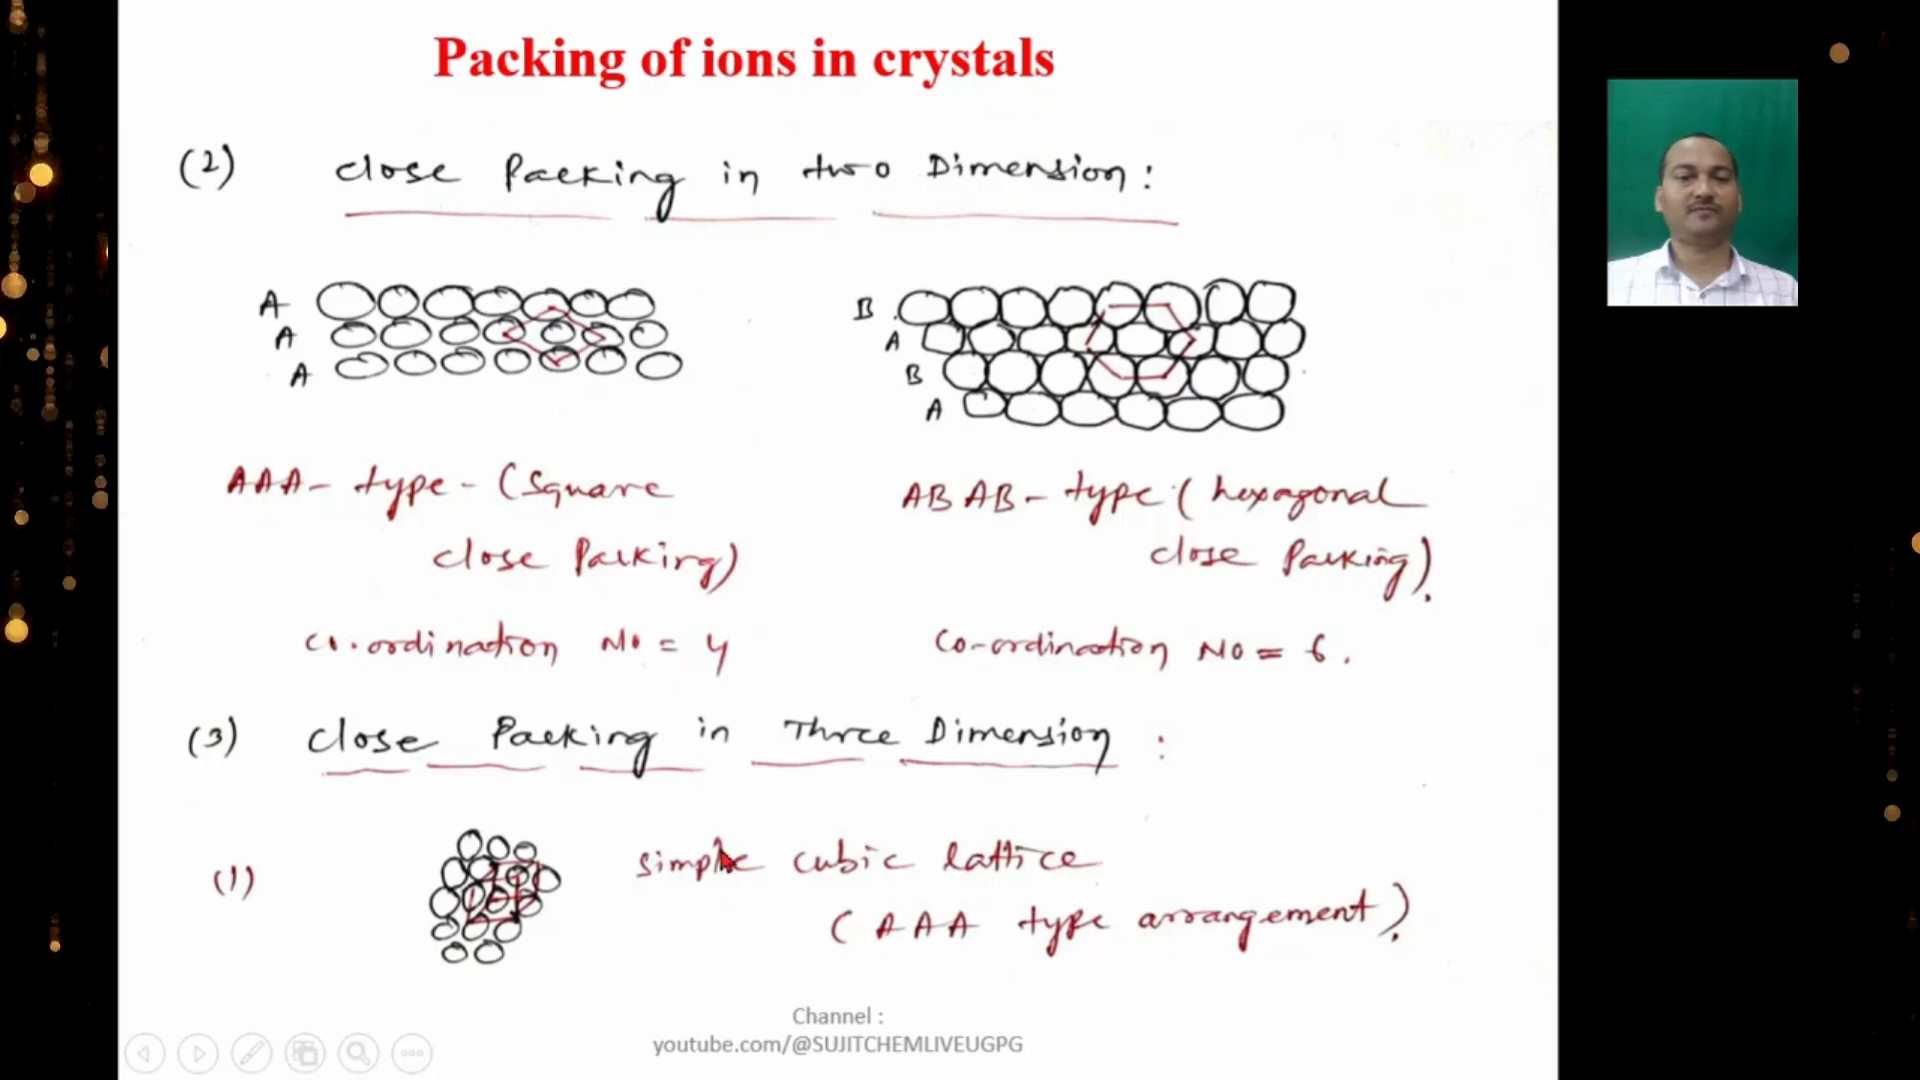 Packing of ions in crystals
(2) Close Packing in two Dimension:
A
A
A
B
A
B
A
AAA- type - (Square
close Packing)
Co-ordination No = 4
ABAB- type (hexagonal
close Packing).
Co-ordination No = 6.
(3) Close Packing in Three Dimension :
(1) simple cubic lattice
(AAA type arrangement).
Channel :
youtube.com/@SUJITCHEMLIVEUGPG